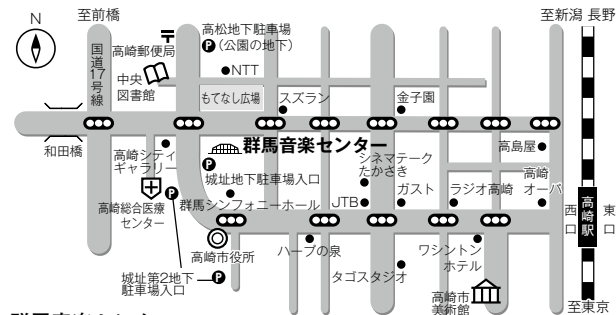 N
至前橋
至新潟 長野
国道17号線
高崎郵便局
高松地下駐車場
P(公園の地下)
中央
図書館
NTT
もてなし広場
スズラン
金子園
和田橋
高崎シティ
ギャラリー
P
群馬音楽センター
城址地下駐車場入口
シネマテーク
たかさき
高島屋
高崎
オーパ
高崎総合医療
センター
P
群馬シンフォニーホール
JTB
ガスト
ラジオ高崎
西口
高崎駅
東口
高崎市役所
ハーブの泉
ワシントン
ホテル
城址第2地下
駐車場入口
P
タゴスタジオ
高崎市
美術館
至東京